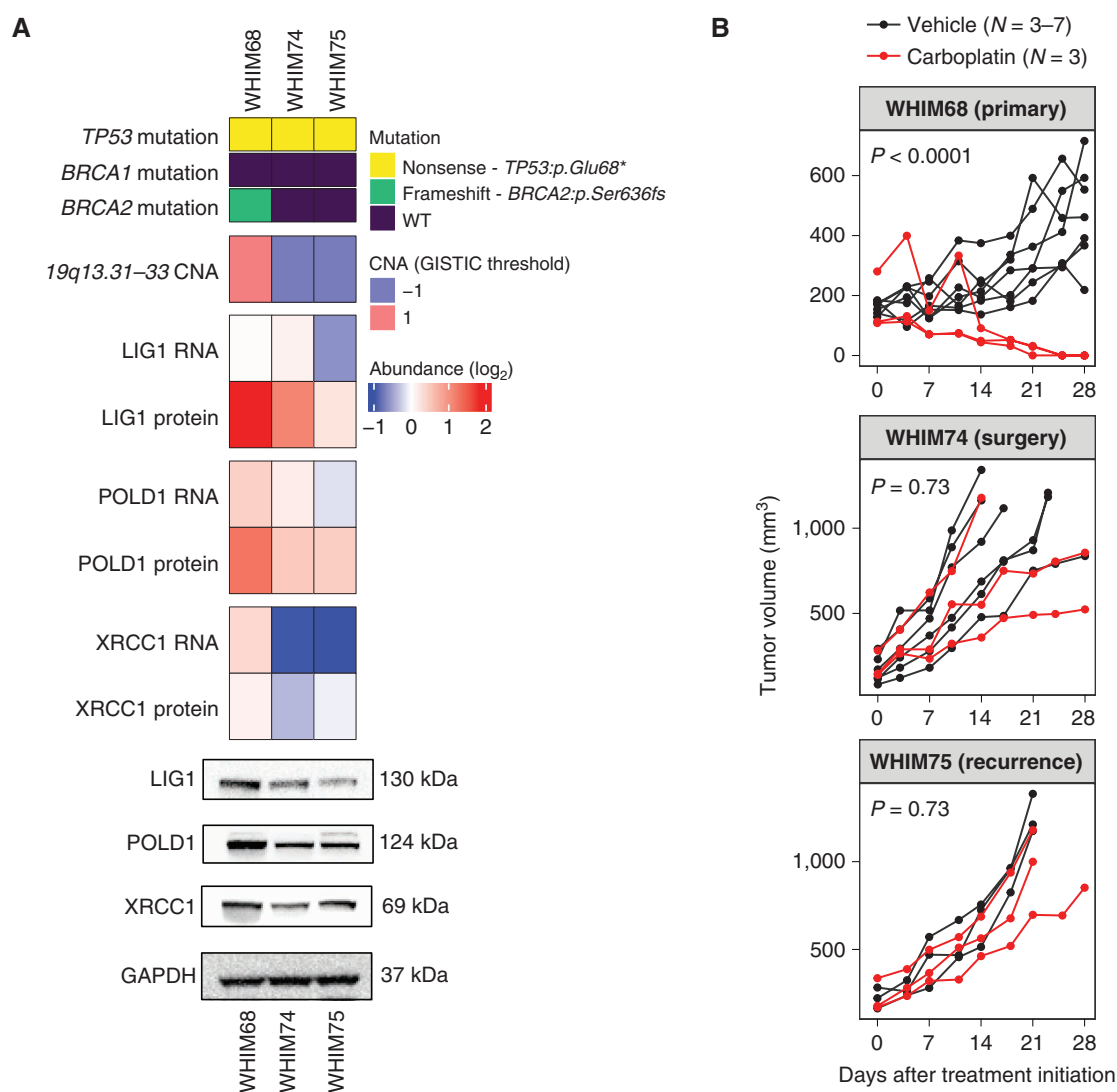 A
WHIM68
WHIM74
WHIM75
TP53 mutation
BRCA1 mutation
BRCA2 mutation
Mutation
Nonsense - TP53:p.Glu68*
Frameshift - BRCA2:p.Ser636fs
WT
19q13.31–33 CNA
CNA (GISTIC threshold)
−1
1
LIG1 RNA
LIG1 protein
Abundance (log2)
−1 0 1 2
POLD1 RNA
POLD1 protein
XRCC1 RNA
XRCC1 protein
LIG1 130 kDa
POLD1 124 kDa
XRCC1 69 kDa
GAPDH 37 kDa
WHIM68
WHIM74
WHIM75
B
Vehicle (N = 3–7)
Carboplatin (N = 3)
WHIM68 (primary)
P < 0.0001
600
400
200
0
0 7 14 21 28
WHIM74 (surgery)
P = 0.73
1,000
500
0 7 14 21 28
WHIM75 (recurrence)
P = 0.73
1,000
500
0 7 14 21 28
Tumor volume (mm3)
Days after treatment initiation